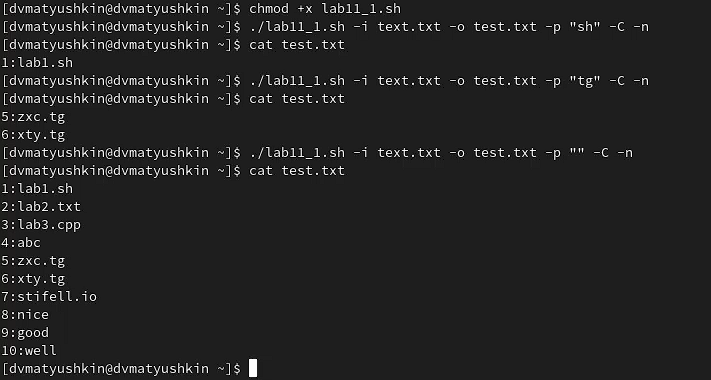 [dvmatyushkin@dvmatyushkin ~]$ chmod +x lab11_1.sh
[dvmatyushkin@dvmatyushkin ~]$ ./lab11_1.sh -i text.txt -o test.txt -p "sh" -C -n
[dvmatyushkin@dvmatyushkin ~]$ cat test.txt
1:lab1.sh
[dvmatyushkin@dvmatyushkin ~]$ ./lab11_1.sh -i text.txt -o test.txt -p "tg" -C -n
[dvmatyushkin@dvmatyushkin ~]$ cat test.txt
5:zxc.tg
6:xty.tg
[dvmatyushkin@dvmatyushkin ~]$ ./lab11_1.sh -i text.txt -o test.txt -p "" -C -n
[dvmatyushkin@dvmatyushkin ~]$ cat test.txt
1:lab1.sh
2:lab2.txt
3:lab3.cpp
4:abc
5:zxc.tg
6:xty.tg
7:stifell.io
8:nice
9:good
10:well
[dvmatyushkin@dvmatyushkin ~]$